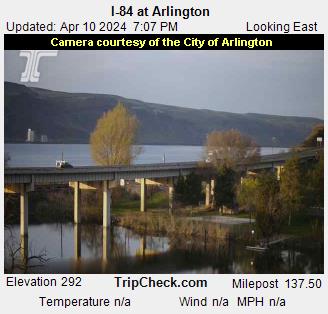 I-84 at Arlington
Updated: Apr 10 2024 7:07 PM Looking East
Camera courtesy of the City of Arlington
Elevation 292 TripCheck.com Milepost 137.50
Temperature n/a Wind n/a MPH n/a